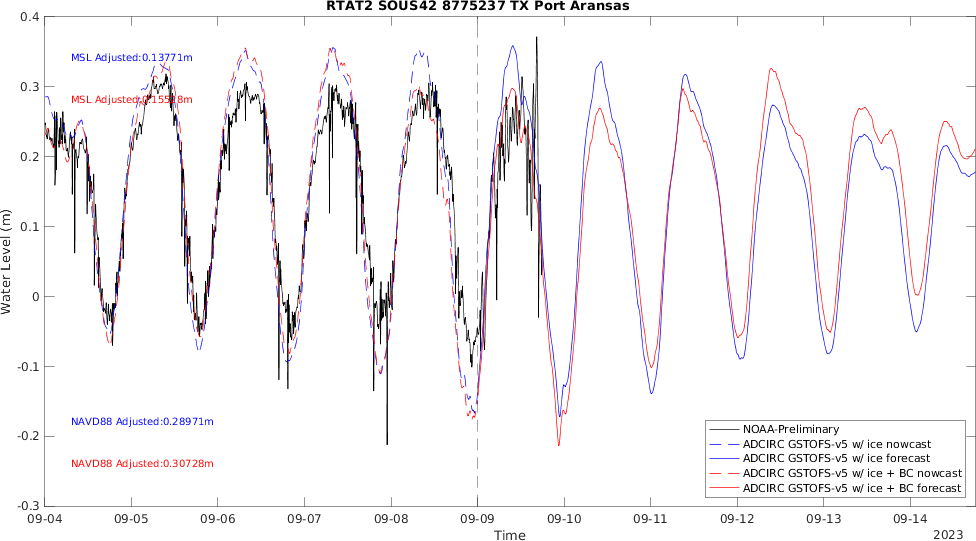 RTAT2 SOUS42 8775237 TX Port Aransas
0.4
0.3
0.2
0.1
0
-0.1
-0.2
-0.3
Water Level (m)
MSL Adjusted:0.13771m
MSL Adjusted:0.15518m
NAVD88 Adjusted:0.28971m
NAVD88 Adjusted:0.30728m
NOAA-Preliminary
ADCIRC GSTOFS-v5 w/ ice nowcast
ADCIRC GSTOFS-v5 w/ ice forecast
ADCIRC GSTOFS-v5 w/ ice + BC nowcast
ADCIRC GSTOFS-v5 w/ ice + BC forecast
09-04 09-05 09-06 09-07 09-08 09-09 09-10 09-11 09-12 09-13 09-14
Time
2023